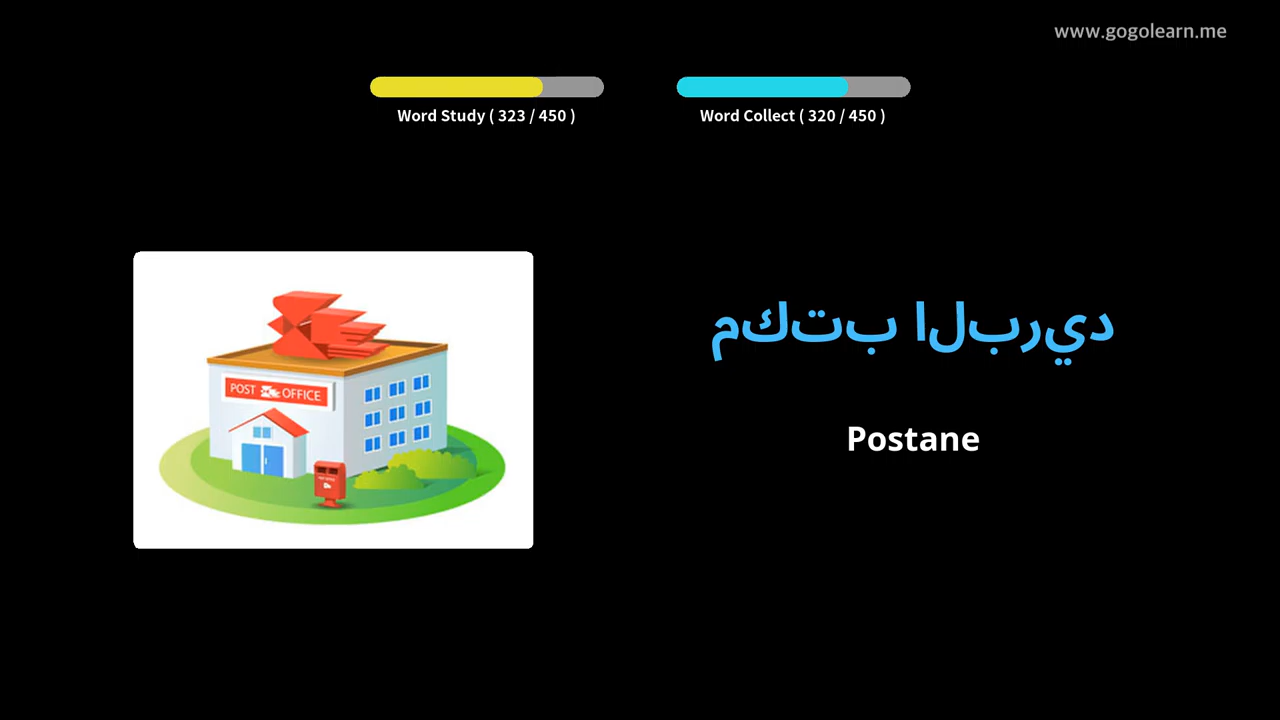 www.gogolearn.me
Word Study ( 323 / 450 )
Word Collect ( 320 / 450 )
مكتب البريد
POST OFFICE
Postane